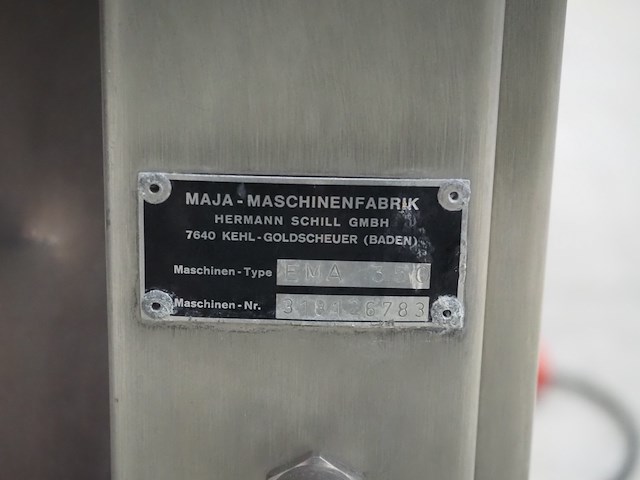 MAJA - MASCHINENFABRIK
HERMANN SCHILL GMBH
7640 KEHL - GOLDSCHEUER (BADEN)
Maschinen - Type EMA
Maschinen - Nr.